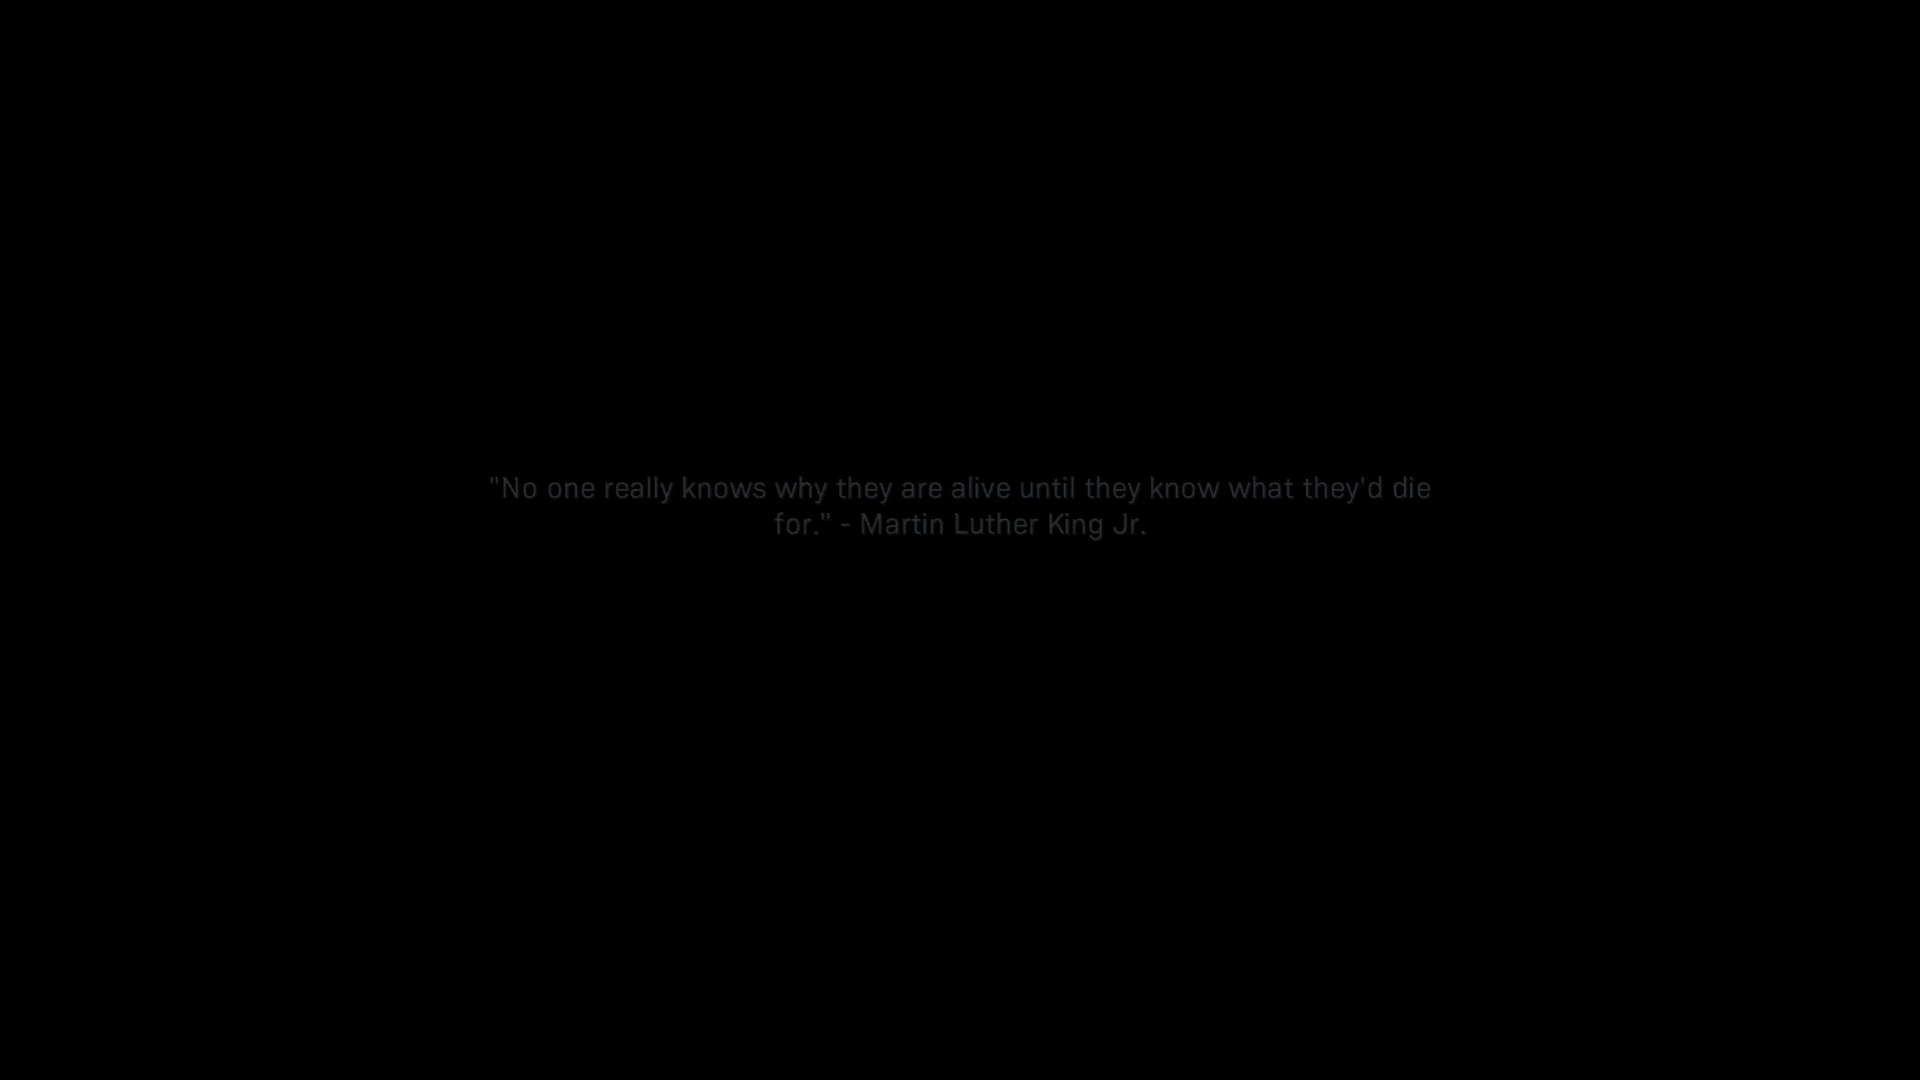 "No one really knows why they are alive until they know what they'd die
for." - Martin Luther King Jr.